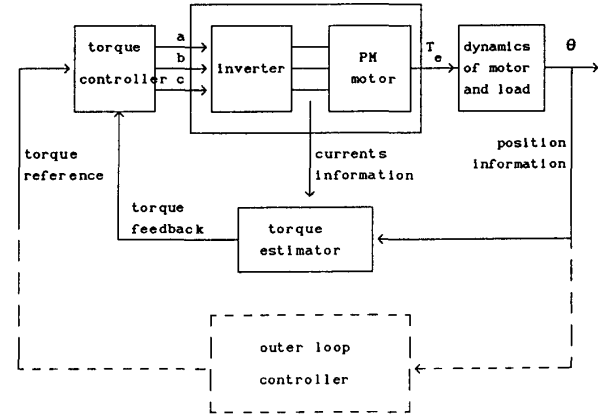 torque
controller
a
b
c
inverter
PM
motor
T
e
dynamics
of motor
and load
θ
torque
reference
currents
information
position
information
torque
feedback
torque
estimator
outer loop
controller